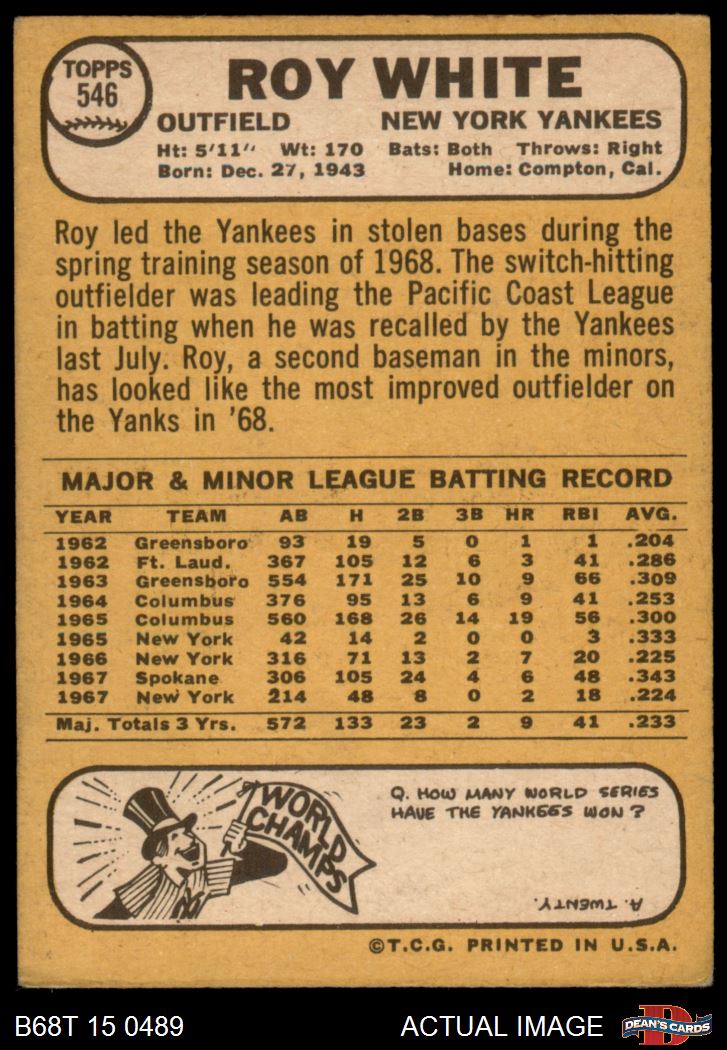 TOPPS
546
ROY WHITE
OUTFIELD NEW YORK YANKEES
Ht: 5'11" Wt: 170 Bats: Both Throws: Right
Born: Dec. 27, 1943 Home: Compton, Cal.
Roy led the Yankees in stolen bases during the
spring training season of 1968. The switch-hitting
outfielder was leading the Pacific Coast League
in batting when he was recalled by the Yankees
last July. Roy, a second baseman in the minors,
has looked like the most improved outfielder on
the Yanks in '68.
MAJOR & MINOR LEAGUE BATTING RECORD
YEAR TEAM AB H 2B 3B HR RBI AVG.
1962 Greensboro 93 19 5 0 1 1 .204
1962 Ft. Laud. 367 105 12 6 3 41 .286
1963 Greensboro 554 171 25 10 9 66 .309
1964 Columbus 376 95 13 6 9 41 .253
1965 Columbus 560 168 26 14 19 56 .300
1965 New York 42 14 2 0 0 3 .333
1966 New York 316 71 13 2 7 20 .225
1967 Spokane 306 105 24 4 6 48 .343
1967 New York 214 48 8 0 2 18 .224
Maj. Totals 3 Yrs. 572 133 23 2 9 41 .233
WORLD
CHAMPS
Q. HOW MANY WORLD SERIES
HAVE THE YANKEES WON?
A. TWENTY.
©T.C.G. PRINTED IN U.S.A.
B68T 15 0489 ACTUAL IMAGE
D
DEAN'S CARDS